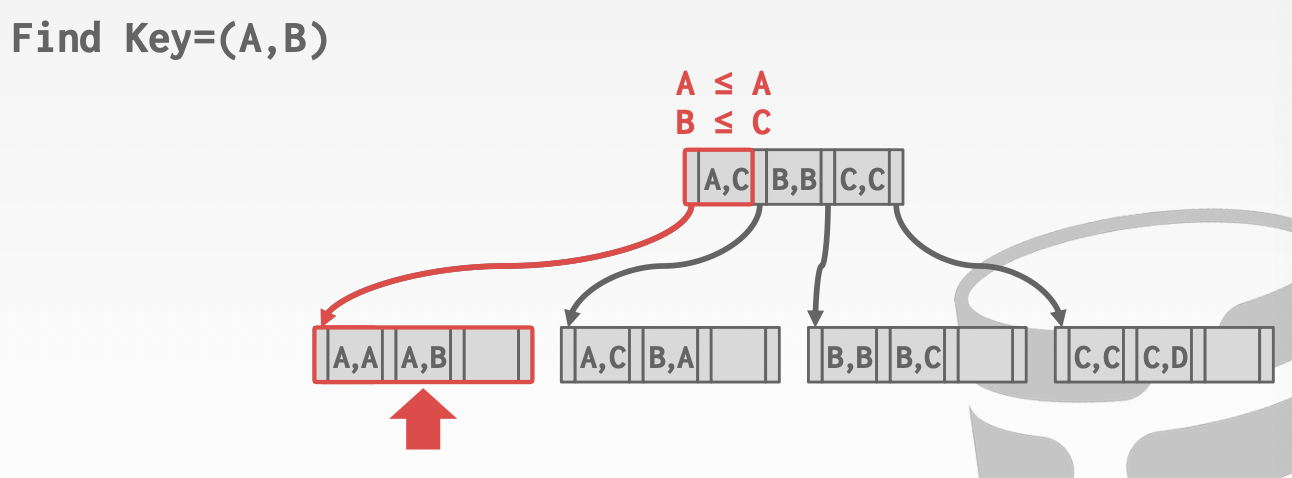 Find Key=(A,B)
A ≤ A
B ≤ C
A,C B,B C,C
A,A A,B A,C B,A B,B B,C C,C C,D